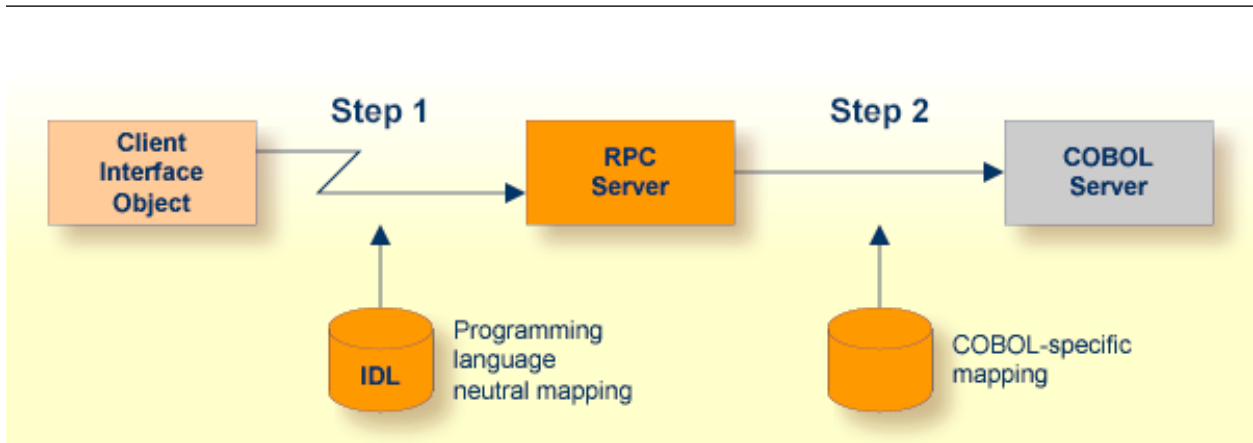 Step 1
Step 2
Client
Interface
Object
RPC
Server
COBOL
Server
IDL
Programming
language
neutral mapping
COBOL-specific
mapping